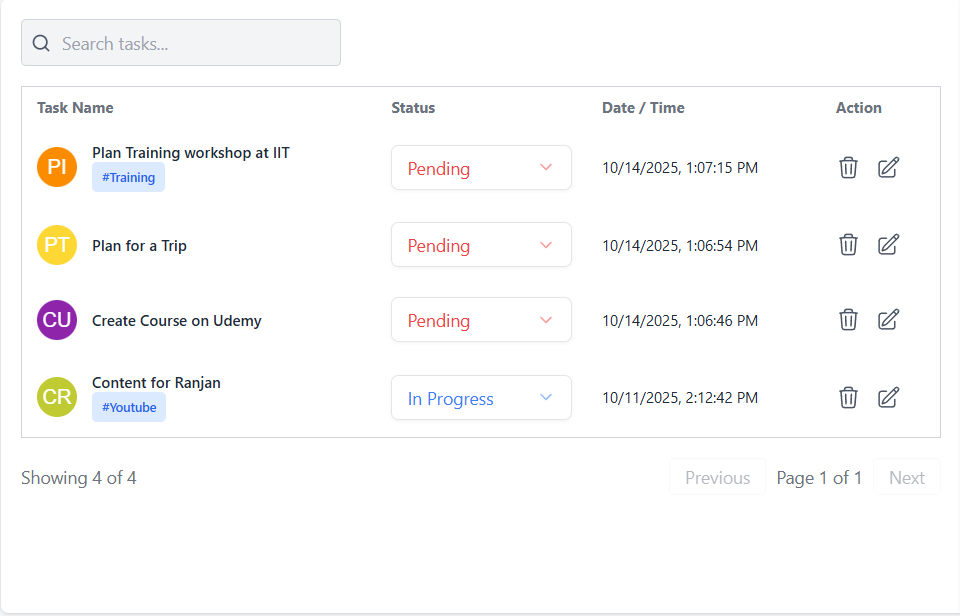 Search tasks...
Task Name Status Date / Time Action
PI Plan Training workshop at IIT
#Training
Pending 10/14/2025, 1:07:15 PM
PT Plan for a Trip Pending 10/14/2025, 1:06:54 PM
CU Create Course on Udemy Pending 10/14/2025, 1:06:46 PM
CR Content for Ranjan
#Youtube
In Progress 10/11/2025, 2:12:42 PM
Showing 4 of 4 Previous Page 1 of 1 Next